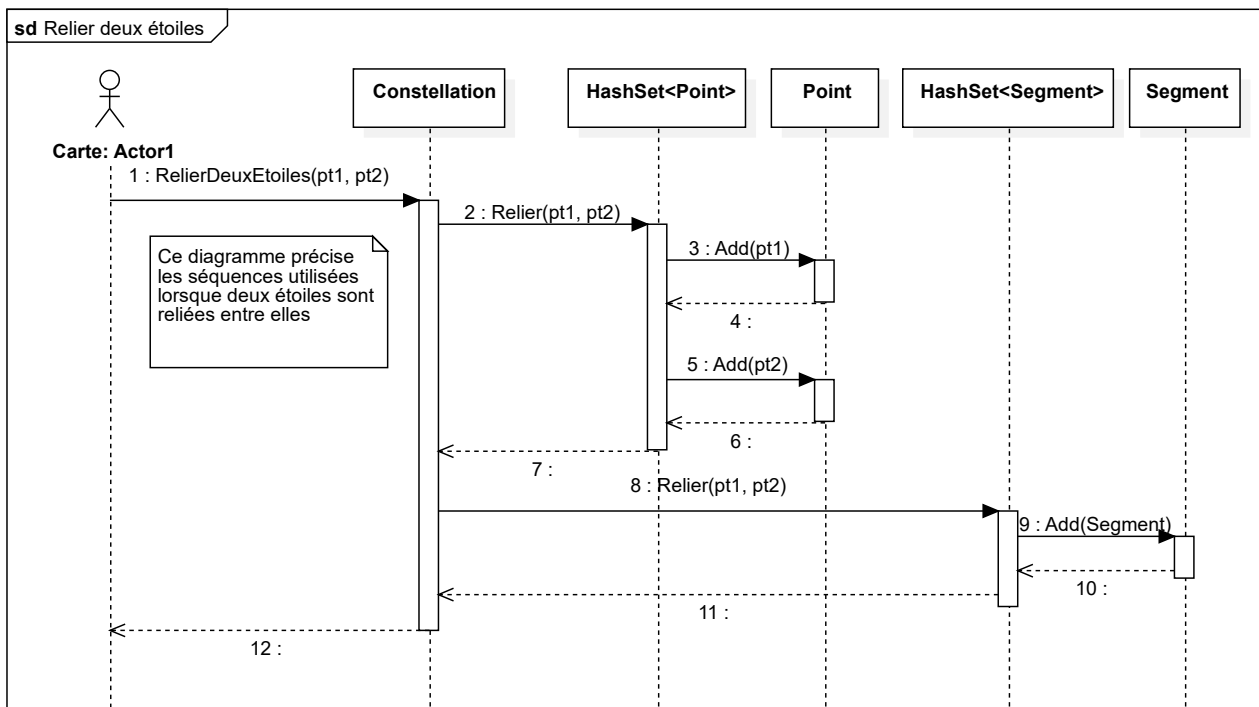 sd Relier deux étoiles
Constellation
HashSet<Point>
Point
HashSet<Segment>
Segment
Carte: Actor1
1 : RelierDeuxEtoiles(pt1, pt2)
2 : Relier(pt1, pt2)
Ce diagramme précise
les séquences utilisées
lorsque deux étoiles sont
reliées entre elles
3 : Add(pt1)
4 :
5 : Add(pt2)
6 :
7 :
8 : Relier(pt1, pt2)
9 : Add(Segment)
10 :
11 :
12 :